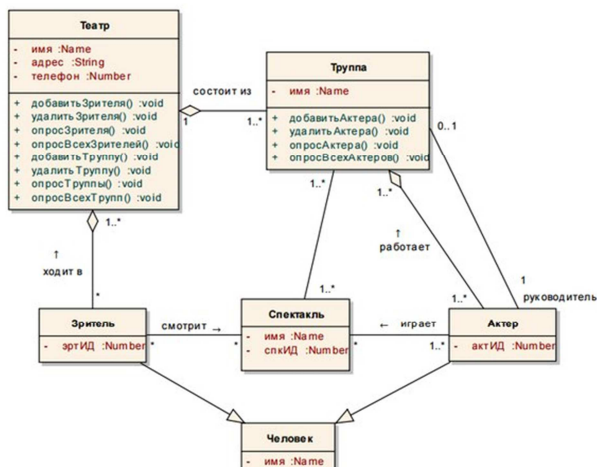 Театр
- имя :Name
- адрес :String
- телефон :Number
+ добавитьЗрителя() :void
+ удалитьЗрителя() :void
+ опросЗрителя() :void
+ опросВсехЗрителей() :void
+ добавитьТруппу() :void
+ удалитьТруппу() :void
+ опросТруппы() :void
+ опросВсехТрупп() :void
состоит из
1
1..*
Труппа
- имя :Name
+ добавитьАктера() :void
+ удалитьАктера() :void
+ опросАктера() :void
+ опросВсехАктеров() :void
0..1
1..*
1..*
1..*
↑
ходит в
*
↑
работает
1..*
1..*
1
руководитель
Зритель
- эртИД :Number
смотрит →
*
*
Спектакль
- имя :Name
- спкИД :Number
← играет
*
1..*
Актер
- актИД :Number
Человек
- имя :Name